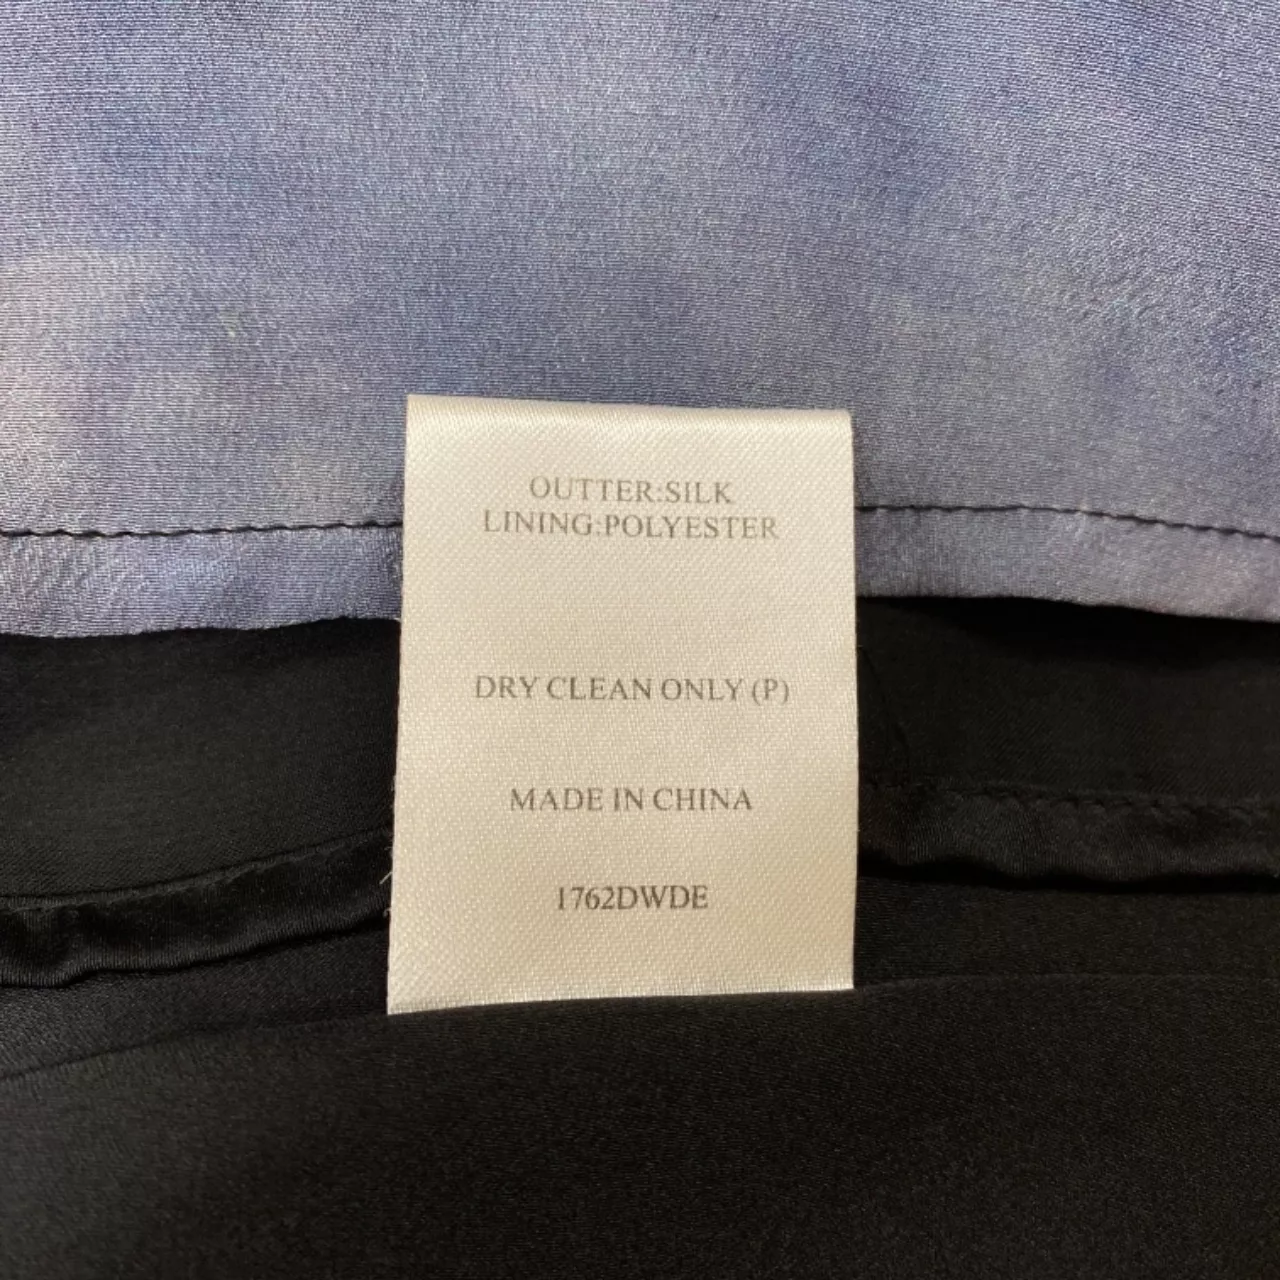 OUTTER:SILK
LINING:POLYESTER
DRY CLEAN ONLY (P)
MADE IN CHINA
1762DWDE